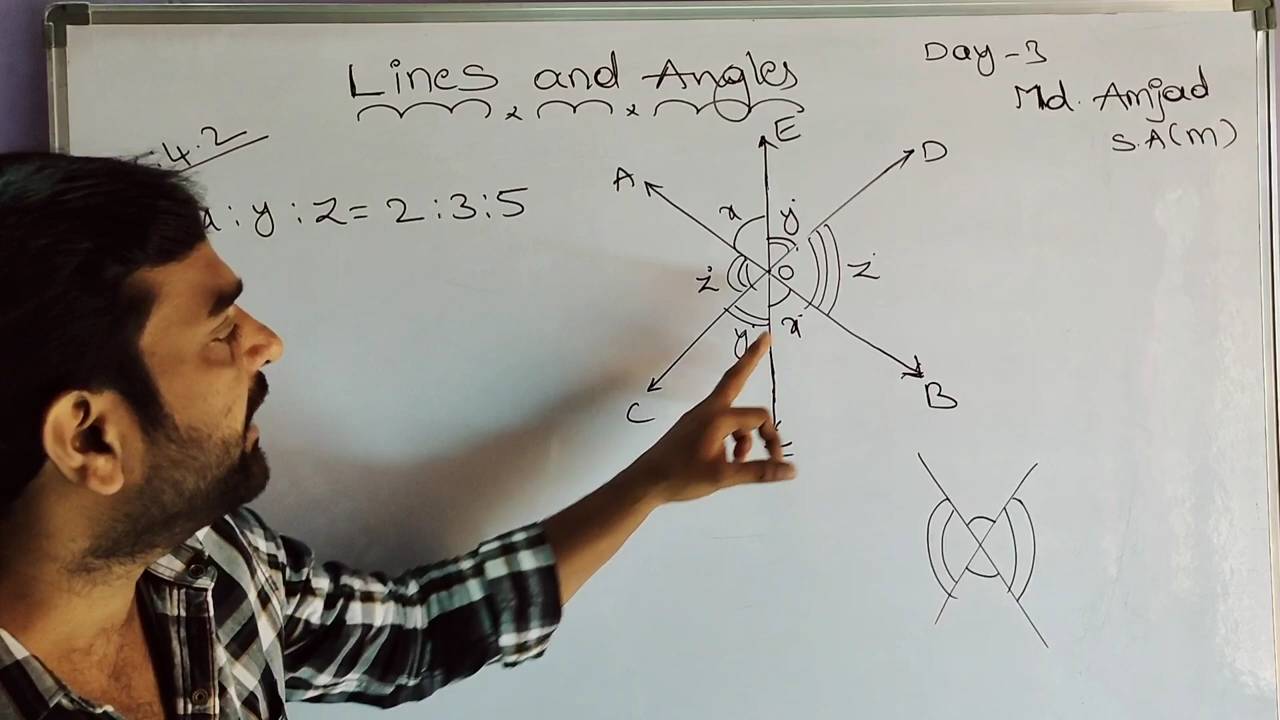 Lines and Angles
Day-3
Md. Amjad
S.A(M)
.4.2
x : y : z = 2:3:5
E
A
D
x
y
z
O
z
y
x
C
B